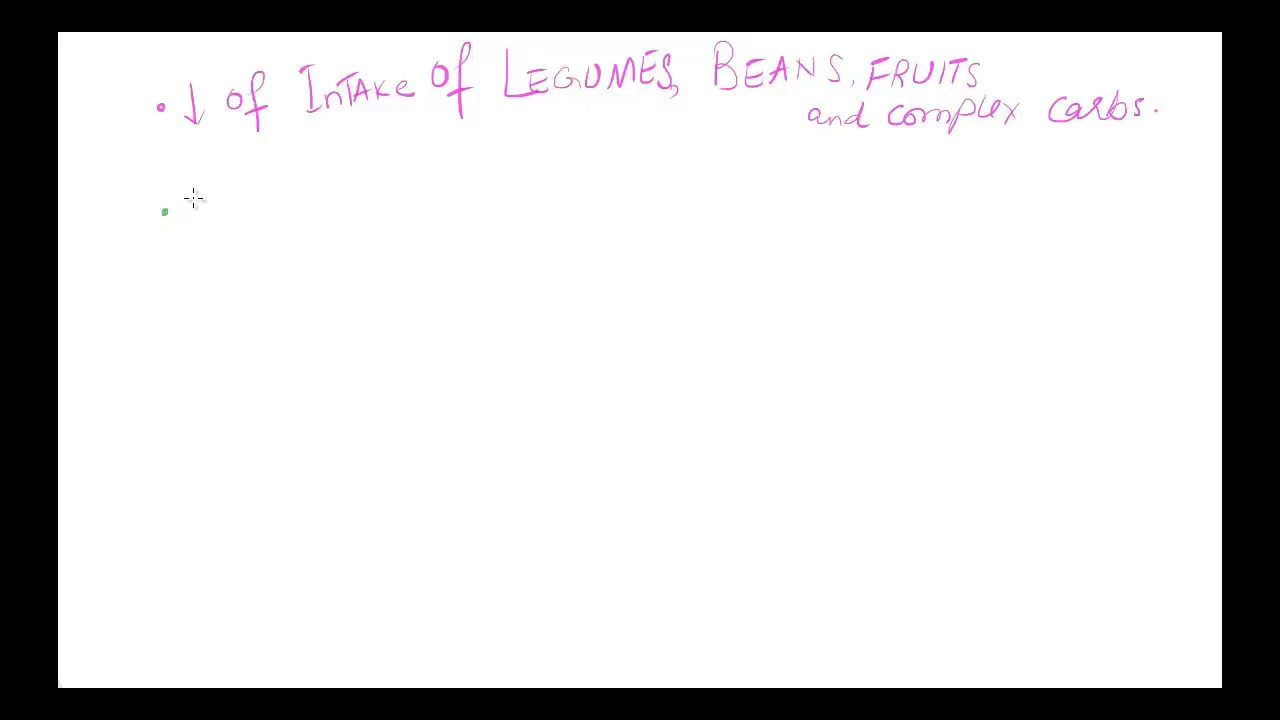 • ↓ of InTAKe of LEGUMES, BEANS, FRUITS
and complex carbs.
•